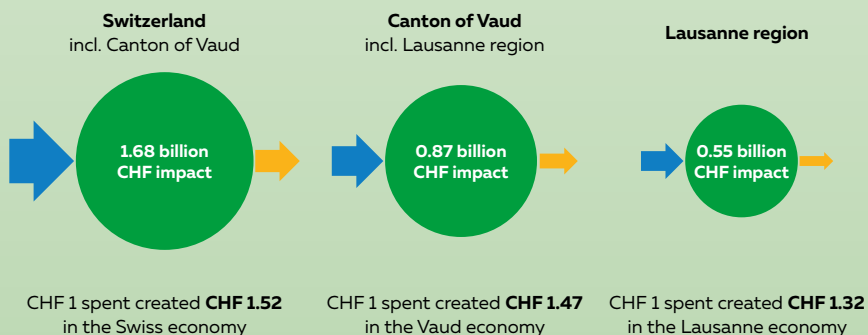 Switzerland
incl. Canton of Vaud
1.68 billion
CHF impact
CHF 1 spent created CHF 1.52
in the Swiss economy
Canton of Vaud
incl. Lausanne region
0.87 billion
CHF impact
CHF 1 spent created CHF 1.47
in the Vaud economy
Lausanne region
0.55 billion
CHF impact
CHF 1 spent created CHF 1.32
in the Lausanne economy